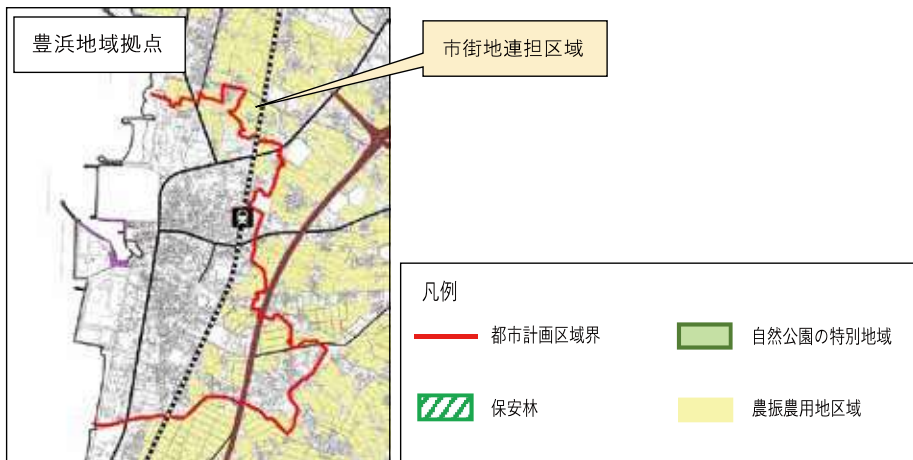 豊浜地域拠点
市街地連担区域
凡例
都市計画区域界
自然公園の特別地域
保安林
農振農用地区域